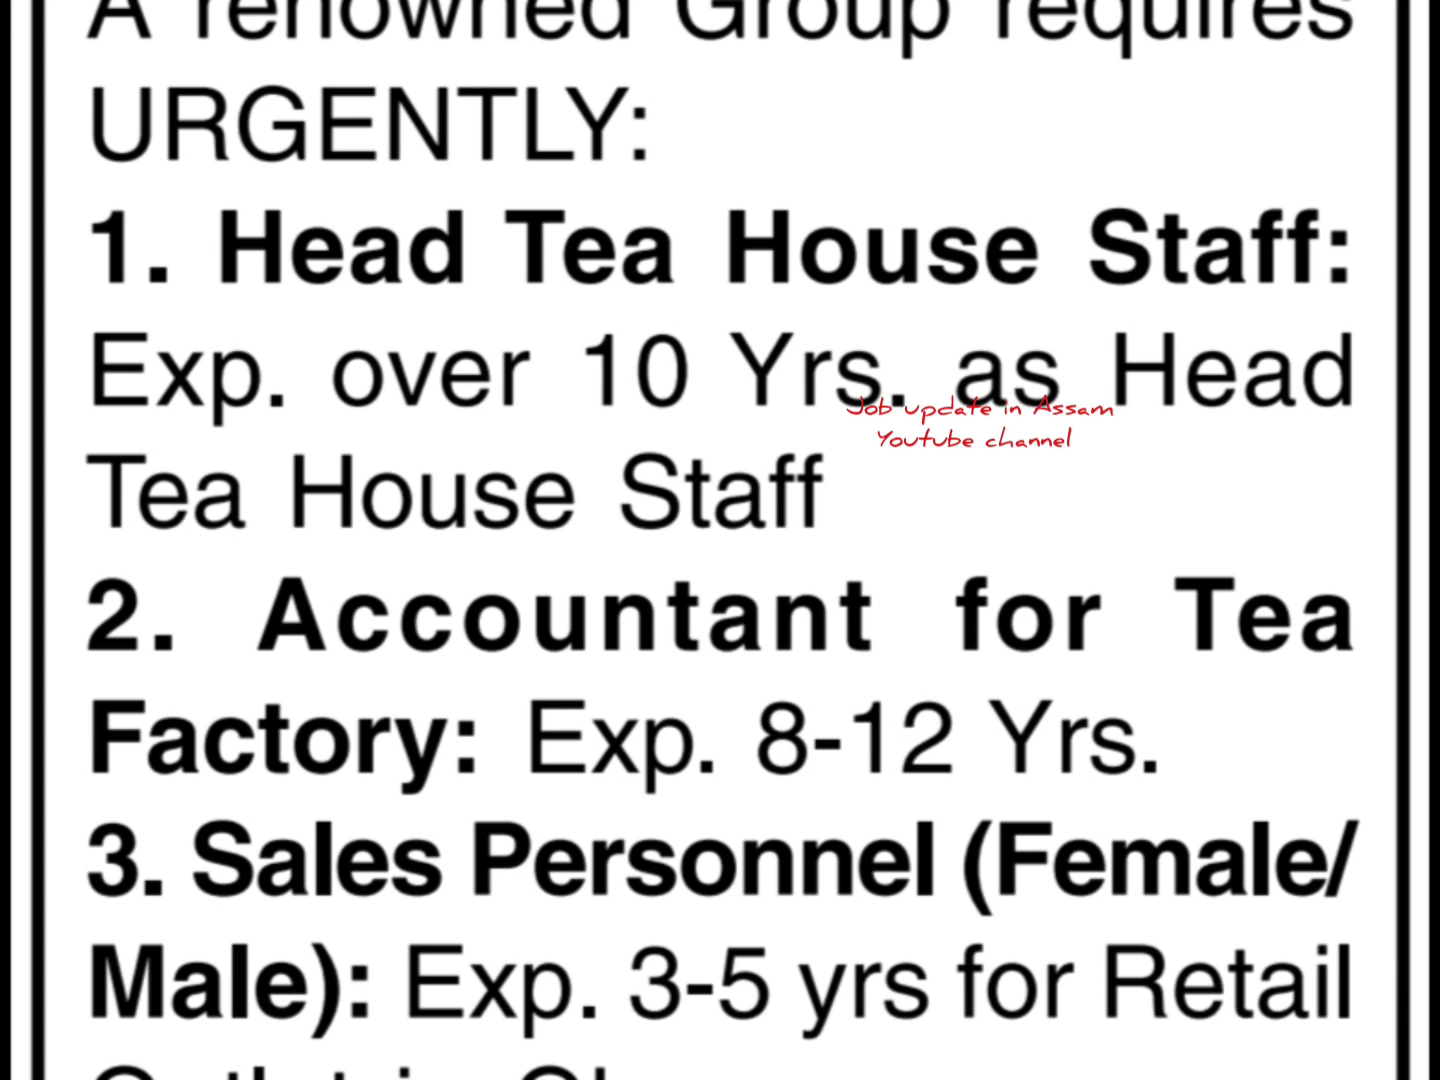 A renowned Group requires
URGENTLY:
1. Head Tea House Staff:
Exp. over 10 Yrs. as Head
Tea House Staff
Job update in Assam
Youtube channel
2. Accountant for Tea
Factory: Exp. 8-12 Yrs.
3. Sales Personnel (Female/
Male): Exp. 3-5 yrs for Retail